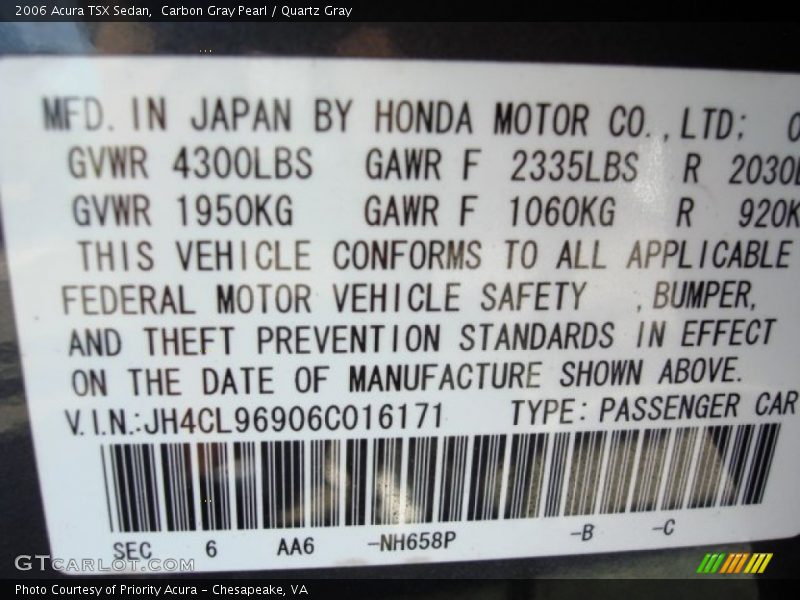 2006 Acura TSX Sedan,  Carbon Gray Pearl / Quartz Gray
MFD. IN JAPAN BY HONDA MOTOR CO., LTD;
GVWR 4300LBS GAWR F 2335LBS R 2030L
GVWR 1950KG GAWR F 1060KG R 920K
THIS VEHICLE CONFORMS TO ALL APPLICABLE
FEDERAL MOTOR VEHICLE SAFETY , BUMPER,
AND THEFT PREVENTION STANDARDS IN EFFECT
ON THE DATE OF MANUFACTURE SHOWN ABOVE.
V.I.N.:JH4CL96906C016171 TYPE: PASSENGER CAR
SEC 6 AA6 -NH658P -B -C
GTCARLOT.COM
Photo Courtesy of Priority Acura - Chesapeake, VA